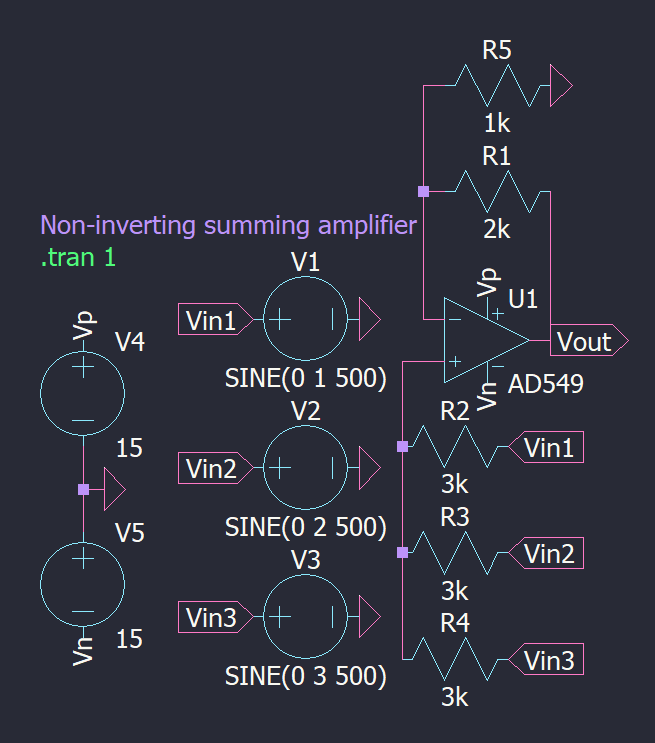 R5
1k
R1
2k
Non-inverting summing amplifier
.tran 1
V1
Vin1
SINE(0 1 500)
Vp
V4
15
Vp
U1
Vout
Vn
AD549
V2
Vin2
SINE(0 2 500)
R2
Vin1
3k
R3
Vin2
3k
V5
15
Vn
V3
Vin3
SINE(0 3 500)
R4
Vin3
3k